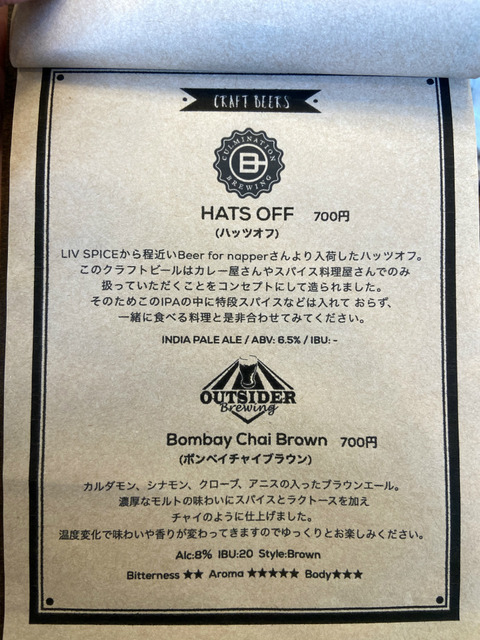 CRAFT BEERS
CULMINATION
B
BREWING
HATS OFF 700円
(ハッツオフ)
LIV SPICEから程近いBeer for napperさんより入荷したハッツオフ。
このクラフトビールはカレー屋さんやスパイス料理屋さんでのみ
扱っていただくことをコンセプトにして造られました。
そのためこのIPAの中に特段スパイスなどは入れて おらず、
一緒に食べる料理と是非合わせてみてください。
INDIA PALE ALE / ABV: 6.5% / IBU: -
OUTSIDER
Brewing
Bombay Chai Brown 700円
(ボンベイチャイブラウン)
カルダモン、シナモン、クローブ、アニスの入ったブラウンエール。
濃厚なモルトの味わいにスパイスとラクトースを加え
チャイのように仕上げました。
温度変化で味わいや香りが変わってきますのでゆっくりとお楽しみください。
Alc:8% IBU:20 Style:Brown
Bitterness ★★ Aroma ★★★★★ Body★★★